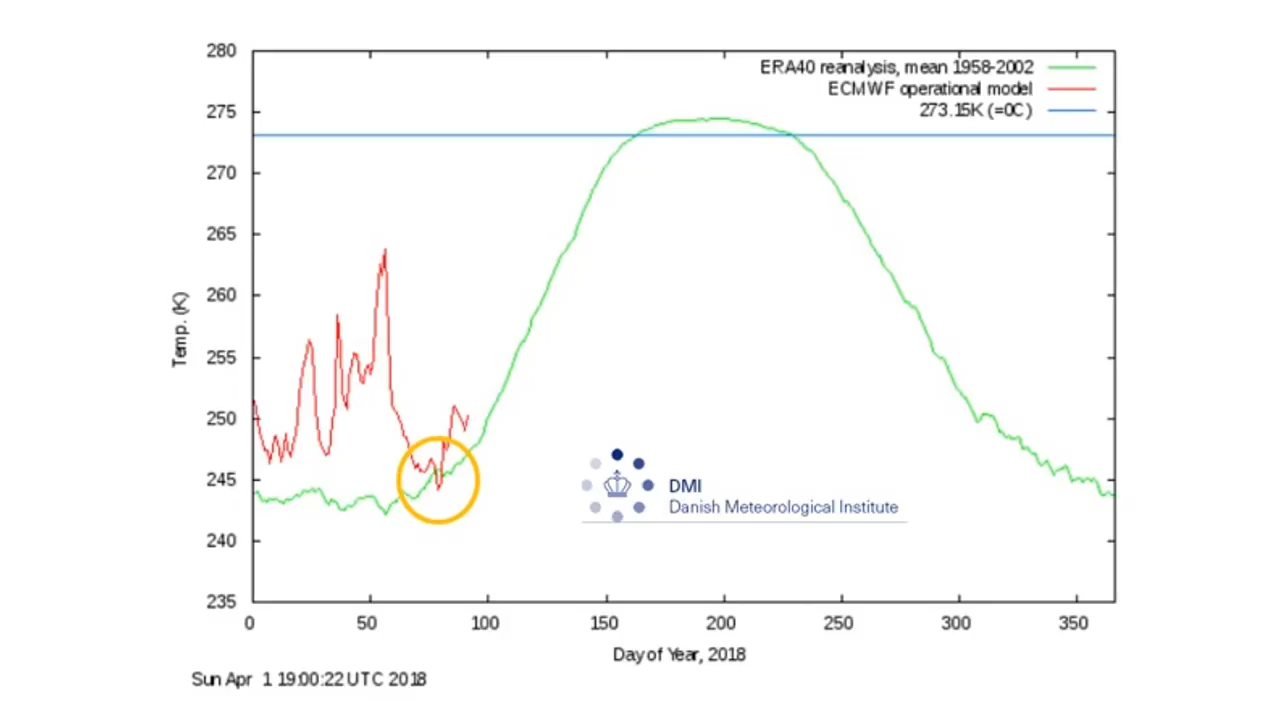 280
275
270
265
260
255
250
245
240
235
Temp. (K)
ERA40 reanalysis, mean 1958-2002
ECMWF operational model
273.15K (=0C)
DMI
Danish Meteorological Institute
0 50 100 150 200 250 300 350
Day of Year, 2018
Sun Apr 1 19:00:22 UTC 2018